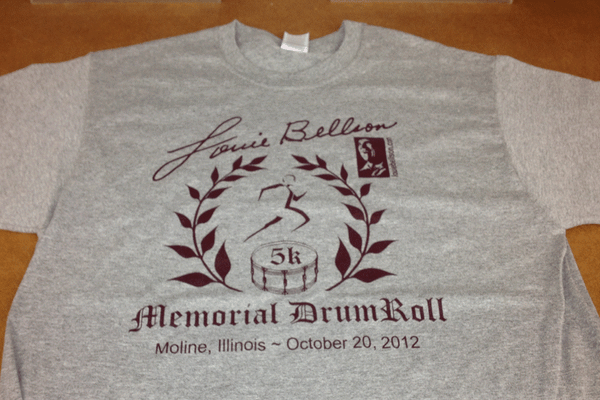 Louie Bellson
5k
Memorial DrumRoll
Moline, Illinois ~ October 20, 2012